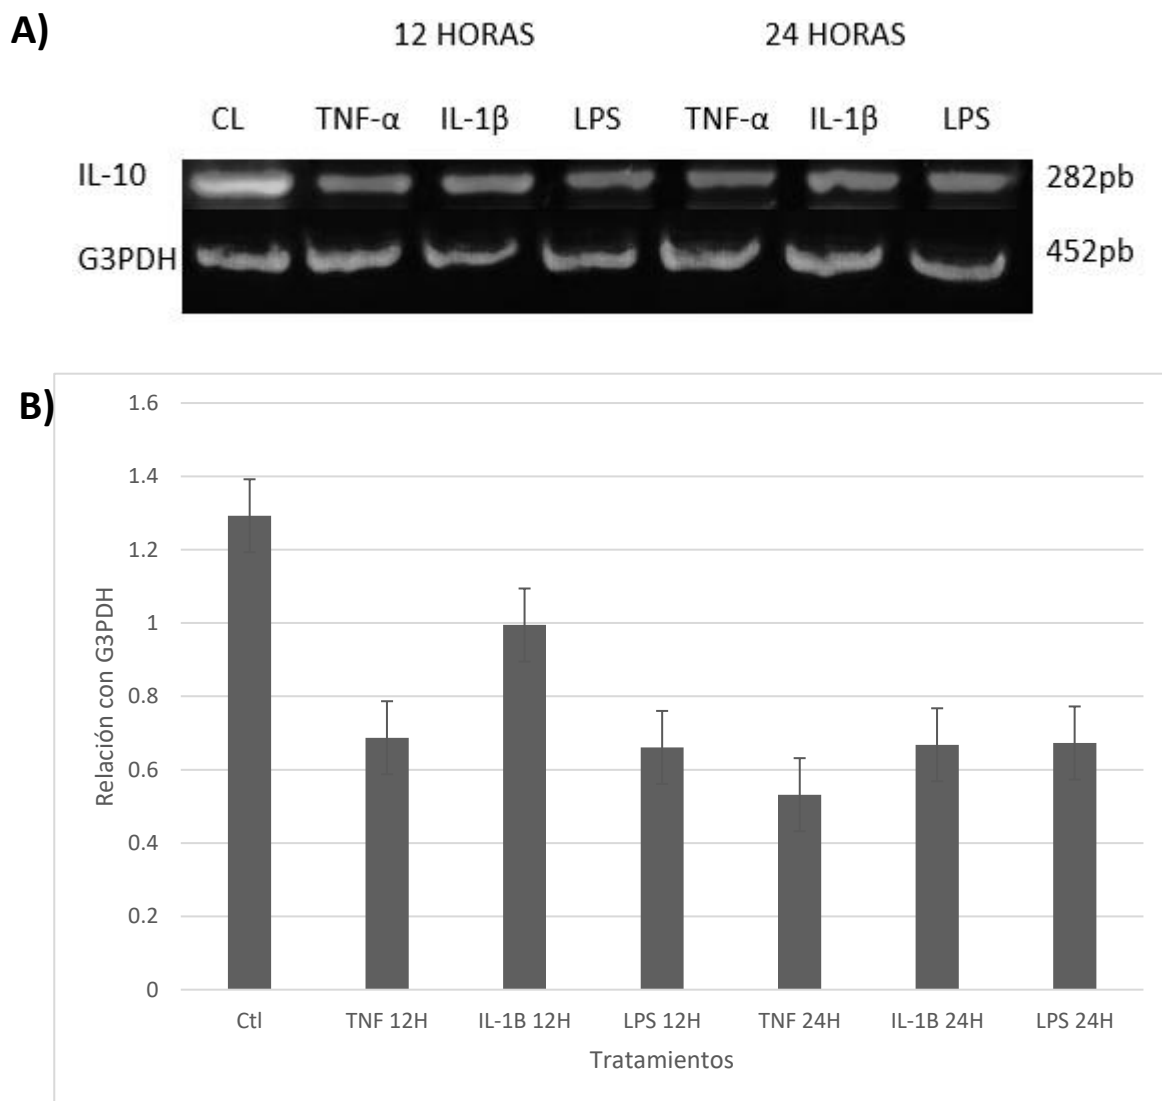 A)
12 HORAS 24 HORAS
CL TNF-α IL-1β LPS TNF-α IL-1β LPS
IL-10 282pb
G3PDH 452pb
B)
1.6
1.4
1.2
1
0.8
0.6
0.4
0.2
0
Relación con G3PDH
Ctl TNF 12H IL-1B 12H LPS 12H TNF 24H IL-1B 24H LPS 24H
Tratamientos